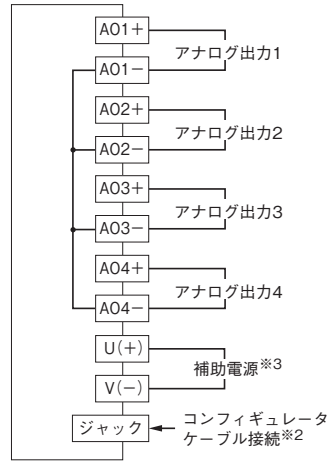 AO1+
アナログ出力1
AO1−
AO2+
アナログ出力2
AO2−
AO3+
アナログ出力3
AO3−
AO4+
アナログ出力4
AO4−
U(+)
補助電源※3
V(−)
ジャック
コンフィギュレータ
ケーブル接続※2